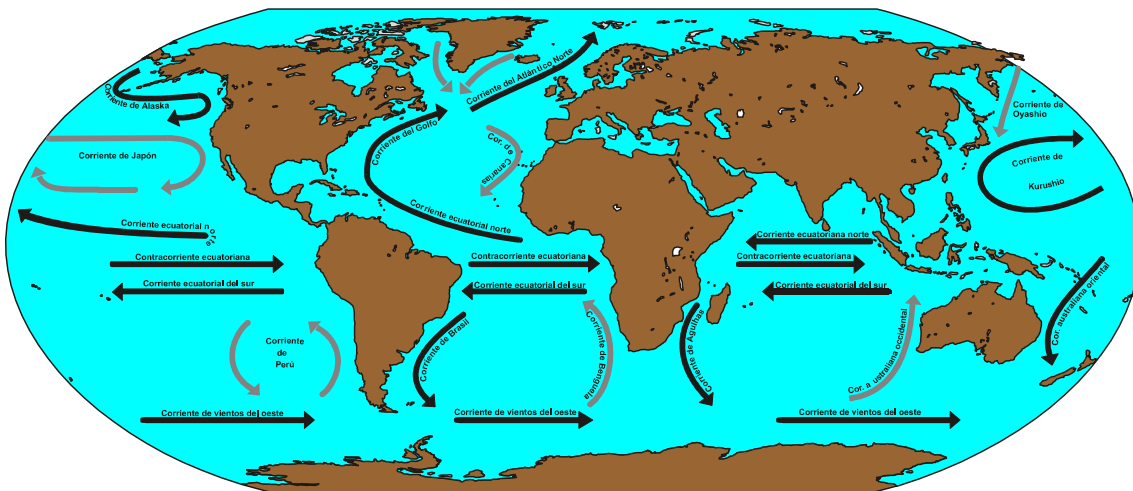 Corriente del Atlántico Norte
Corriente de Alaska
Corriente de
Oyashio
Corriente del Golfo
Cor. de
Canarias
Corriente de Japón
Corriente de
Kurushio
Corriente ecuatorial norte
Corriente ecuatorial norte
Corriente ecuatoriana norte
Contracorriente ecuatoriana
Contracorriente ecuatoriana
Contracorriente ecuatoriana
Corriente ecuatorial del sur
Corriente ecuatorial del sur
Corriente ecuatorial del sur
Cor. australiana oriental
Corriente
de
Perú
Corriente de Brasil
Corriente de Benguela
Corriente de Agulhas
Cor. a ustraliana occidental
Corriente de vientos del oeste
Corriente de vientos del oeste
Corriente de vientos del oeste